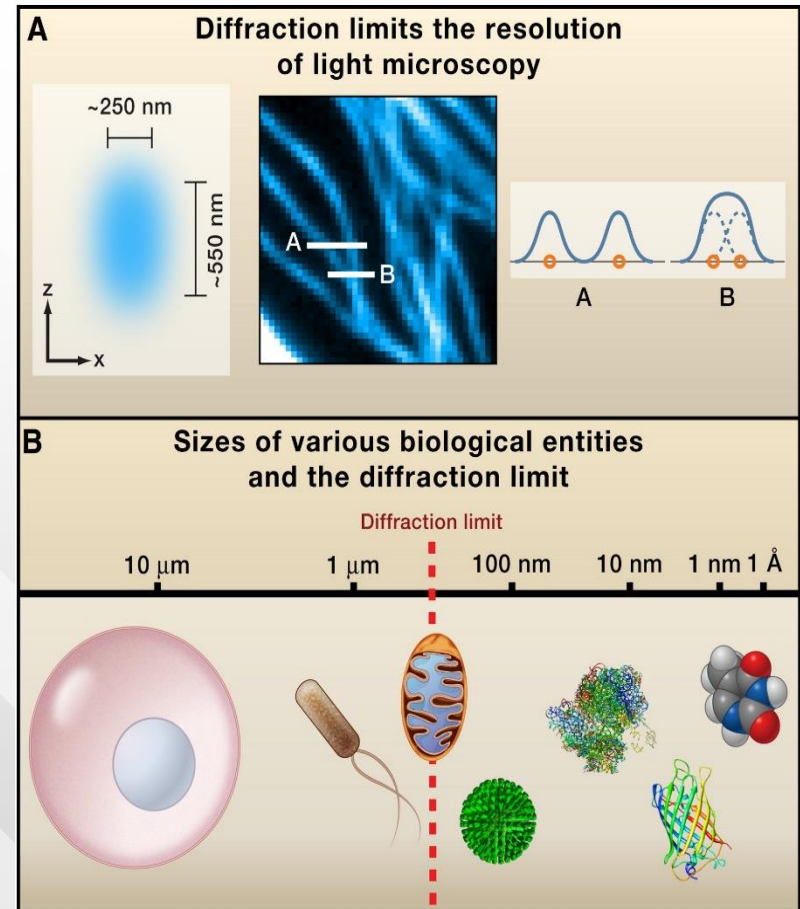 A
Diffraction limits the resolution
of light microscopy
~250 nm
~550 nm
z
x
A
B
A
B
B
Sizes of various biological entities
and the diffraction limit
Diffraction limit
10 μm
1 μm
100 nm
10 nm
1 nm
1 Å